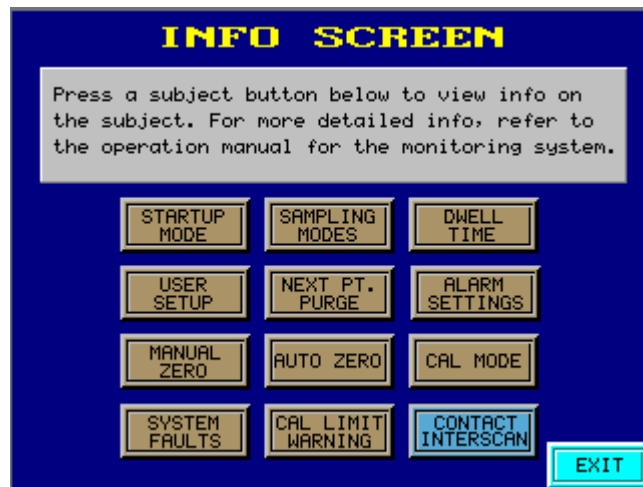 INFO SCREEN
Press a subject button below to view info on
the subject. For more detailed info, refer to
the operation manual for the monitoring system.
STARTUP
MODE
SAMPLING
MODES
DWELL
TIME
USER
SETUP
NEXT PT.
PURGE
ALARM
SETTINGS
MANUAL
ZERO
AUTO ZERO
CAL MODE
SYSTEM
FAULTS
CAL LIMIT
WARNING
CONTACT
INTERSCAN
EXIT